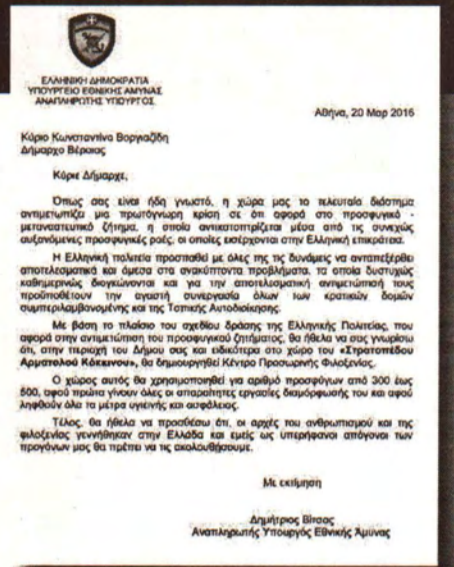 ΕΛΛΗΝΙΚΗ ΔΗΜΟΚΡΑΤΙΑ
ΥΠΟΥΡΓΕΙΟ ΕΘΝΙΚΗΣ ΑΜΥΝΑΣ
ΑΝΑΠΛΗΡΩΤΗΣ ΥΠΟΥΡΓΟΣ
Αθήνα, 20 Μαρ 2016
Κύριο Κωνσταντίνο Βοργιαζίδη
Δήμαρχο Βέροιας
Κύριε Δήμαρχε,
Όπως σας είναι ήδη γνωστό, η χώρα μας το τελευταίο διάστημα
αντιμετωπίζει μια πρωτόγνωρη κρίση σε ότι αφορά στο προσφυγικό -
μεταναστευτικό ζήτημα, η οποία αντικατοπτρίζεται μέσα από τις συνεχώς
αυξανόμενες προσφυγικές ροές, οι οποίες εισέρχονται στην Ελληνική επικράτεια.
Η Ελληνική πολιτεία προσπαθεί με όλες της τις δυνάμεις να ανταπεξέρθει
αποτελεσματικά και άμεσα στα ανακύπτοντα προβλήματα, τα οποία δυστυχώς
καθημερινώς διογκώνονται και για την αποτελεσματική αντιμετώπισή τους
προϋποθέτουν την αγαστή συνεργασία όλων των κρατικών δομών
συμπεριλαμβανομένης και της Τοπικής Αυτοδιοίκησης.
Με βάση το πλαίσιο του σχεδίου δράσης της Ελληνικής Πολιτείας, που
αφορά στην αντιμετώπιση του προσφυγικού ζητήματος, θα ήθελα να σας γνωρίσω
ότι, στην περιοχή του Δήμου σας και ειδικότερα στο χώρο του «Στρατοπέδου
Αρματολού Κόκκινου», θα δημιουργηθεί Κέντρο Προσωρινής Φιλοξενίας.
Ο χώρος αυτός θα χρησιμοποιηθεί για αριθμό προσφύγων από 300 έως
500, αφού πρώτα γίνουν όλες οι απαραίτητες εργασίες διαμόρφωσής του και αφού
ληφθούν όλα τα μέτρα υγιεινής και ασφάλειας.
Τέλος, θα ήθελα να προσθέσω ότι, οι αρχές του ανθρωπισμού και της
φιλοξενίας γεννήθηκαν στην Ελλάδα και εμείς ως υπερήφανοι απόγονοι των
προγόνων μας θα πρέπει να τις ακολουθήσουμε.
Με εκτίμηση
Δημήτριος Βίτσας
Αναπληρωτής Υπουργός Εθνικής Άμυνας